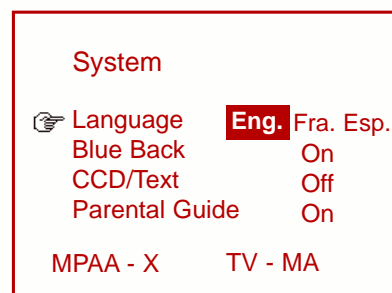 System
Language Eng. Fra. Esp.
Blue Back On
CCD/Text Off
Parental Guide On
MPAA - X TV - MA